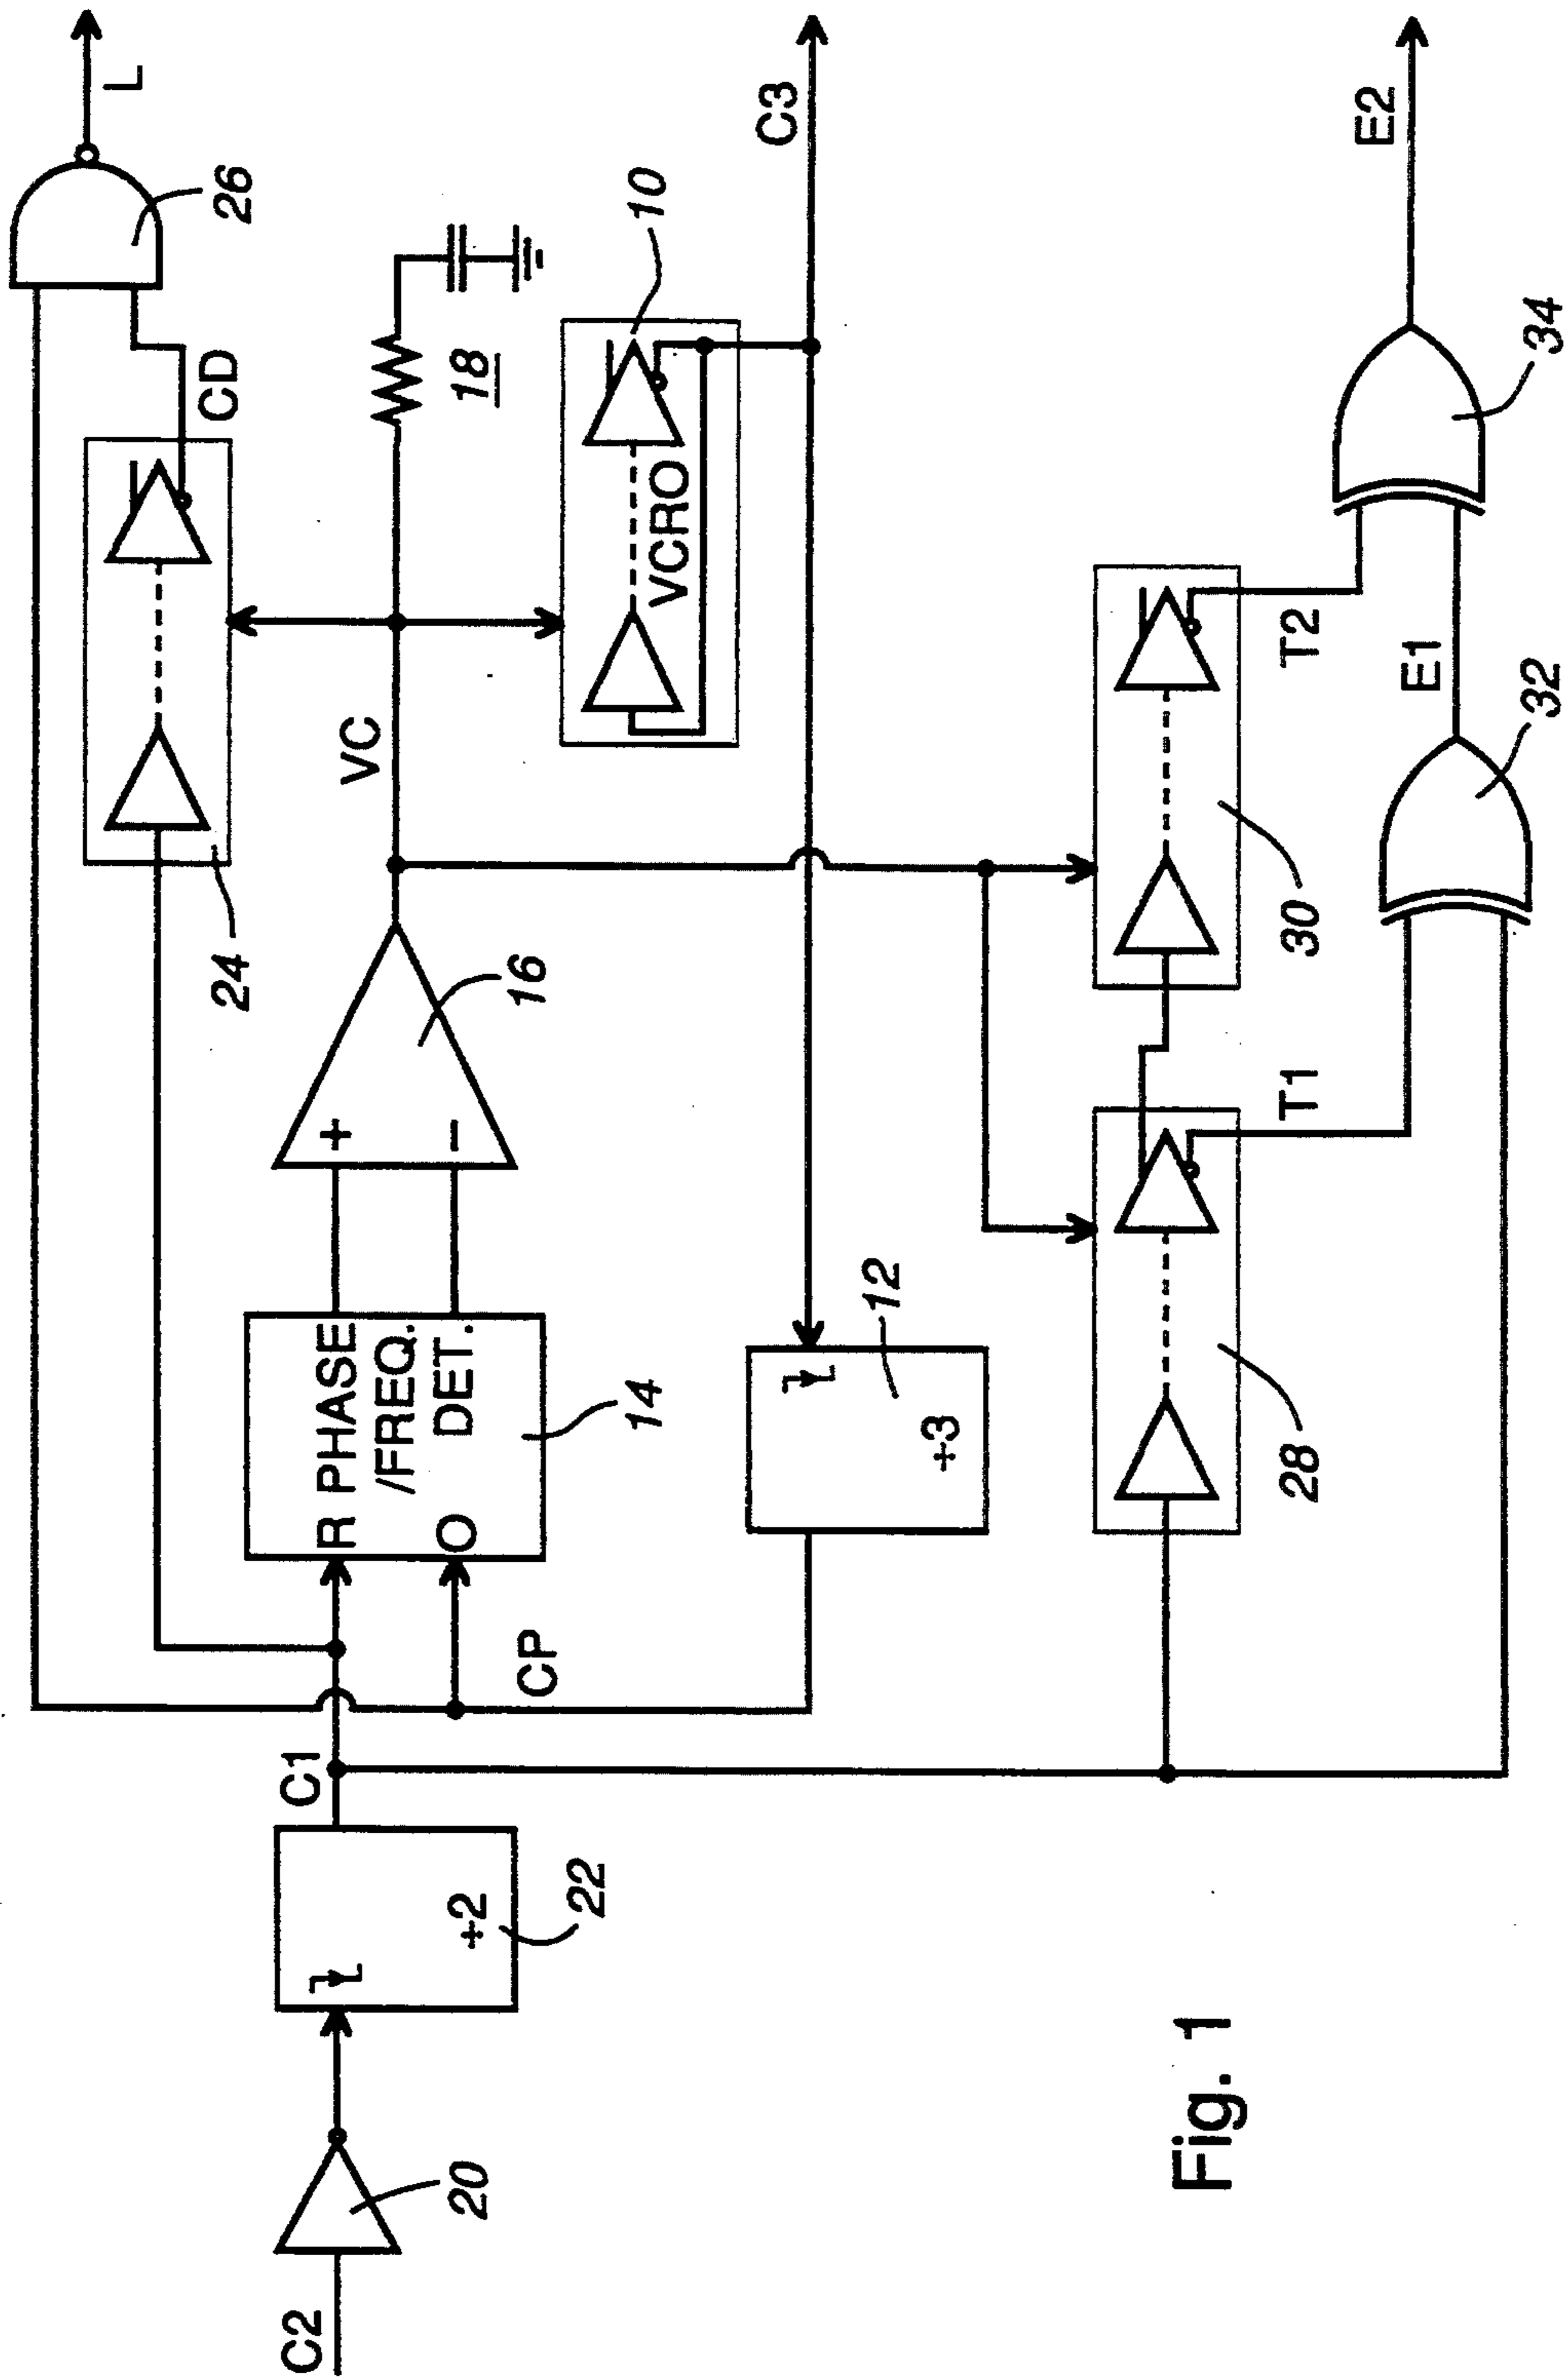 L
26
CD
24
VC
18
10
VCRO
C3
16
+
−
R PHASE
/FREQ.
O DET.
14
CP
12
÷3
C1
÷2
22
20
C2
T1
28
30
T2
E1
32
34
E2
Fig. 1